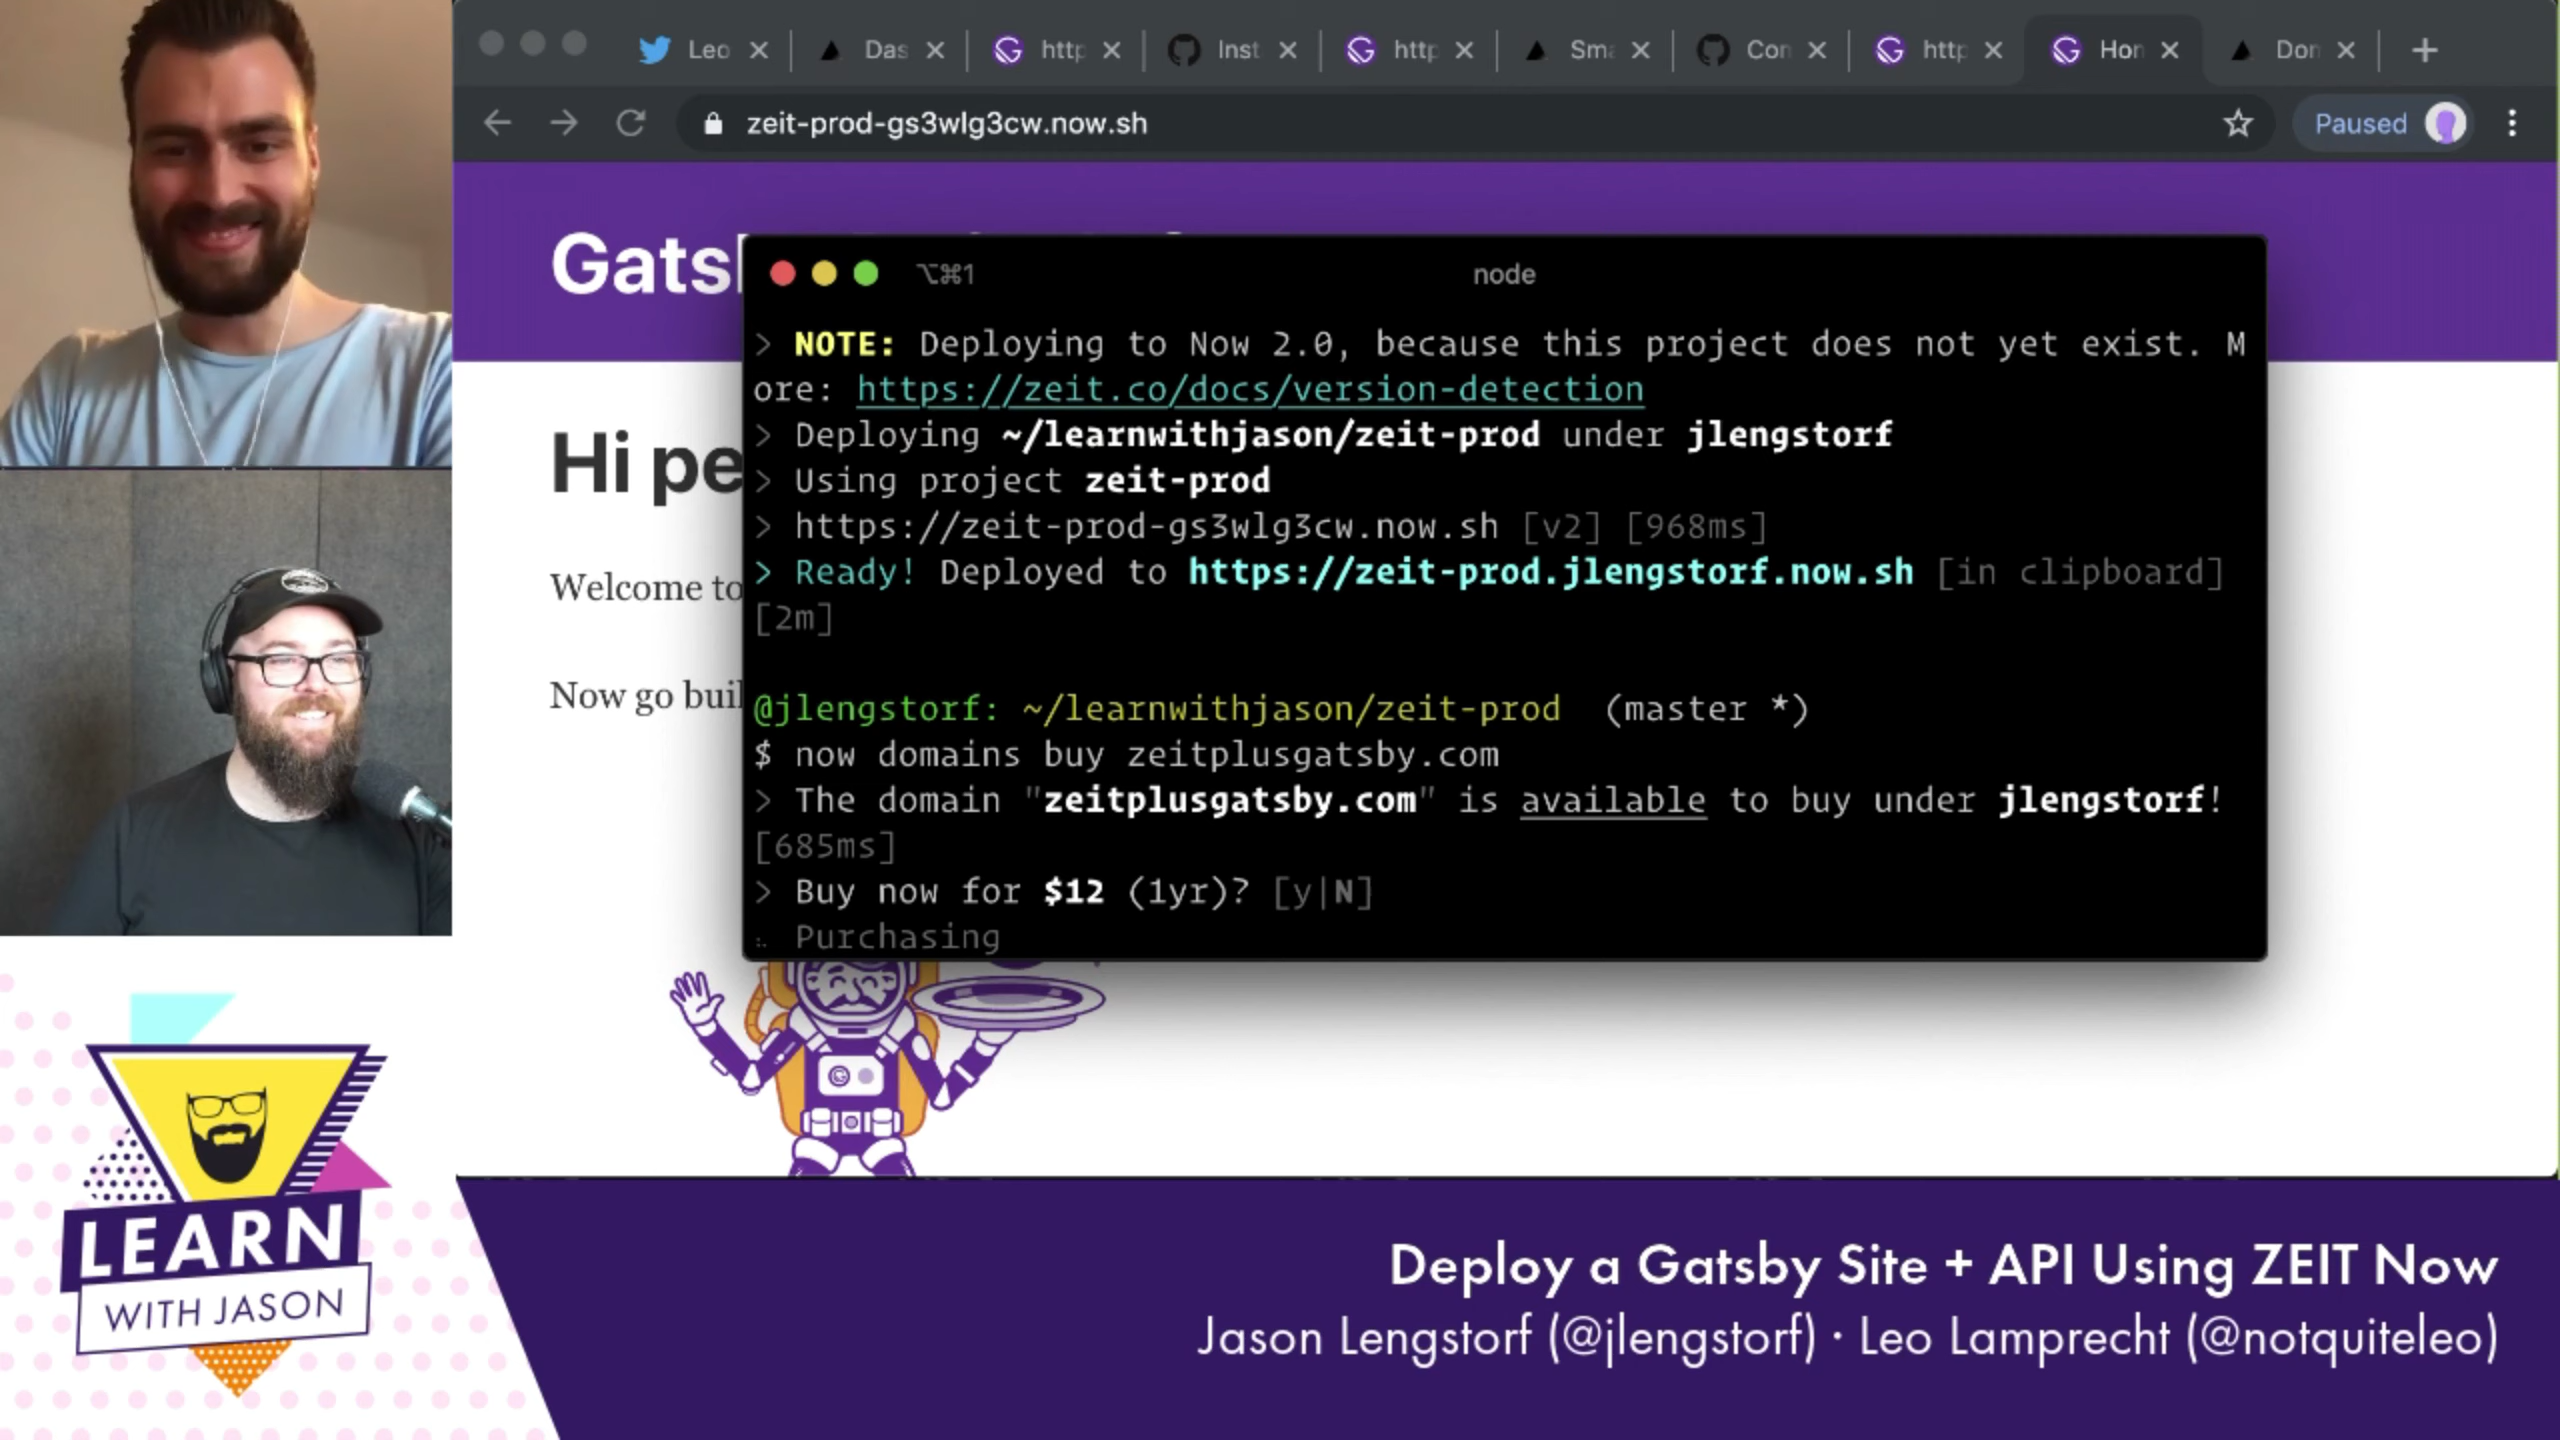 Leo
Das
http
Inst
http
Sma
Con
http
Hom
Dom
zeit-prod-gs3wlg3cw.now.sh
Paused
Gats
Hi pe
Welcome to
Now go buil
⌥⌘1
node
> NOTE: Deploying to Now 2.0, because this project does not yet exist. M
ore: https://zeit.co/docs/version-detection
> Deploying ~/learnwithjason/zeit-prod under jlengstorf
> Using project zeit-prod
> https://zeit-prod-gs3wlg3cw.now.sh [v2] [968ms]
> Ready! Deployed to https://zeit-prod.jlengstorf.now.sh [in clipboard]
[2m]
@jlengstorf: ~/learnwithjason/zeit-prod (master *)
$ now domains buy zeitplusgatsby.com
> The domain "zeitplusgatsby.com" is available to buy under jlengstorf!
[685ms]
> Buy now for $12 (1yr)? [y|N]
Purchasing
LEARN
WITH JASON
Deploy a Gatsby Site + API Using ZEIT Now
Jason Lengstorf (@jlengstorf) · Leo Lamprecht (@notquiteleo)